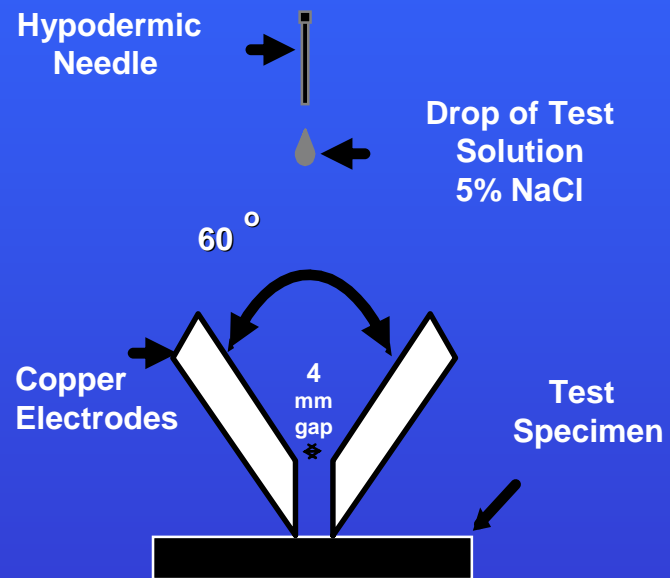 Hypodermic
Needle
Drop of Test
Solution
5% NaCl
60 o
4
mm
gap
Copper
Electrodes
Test
Specimen